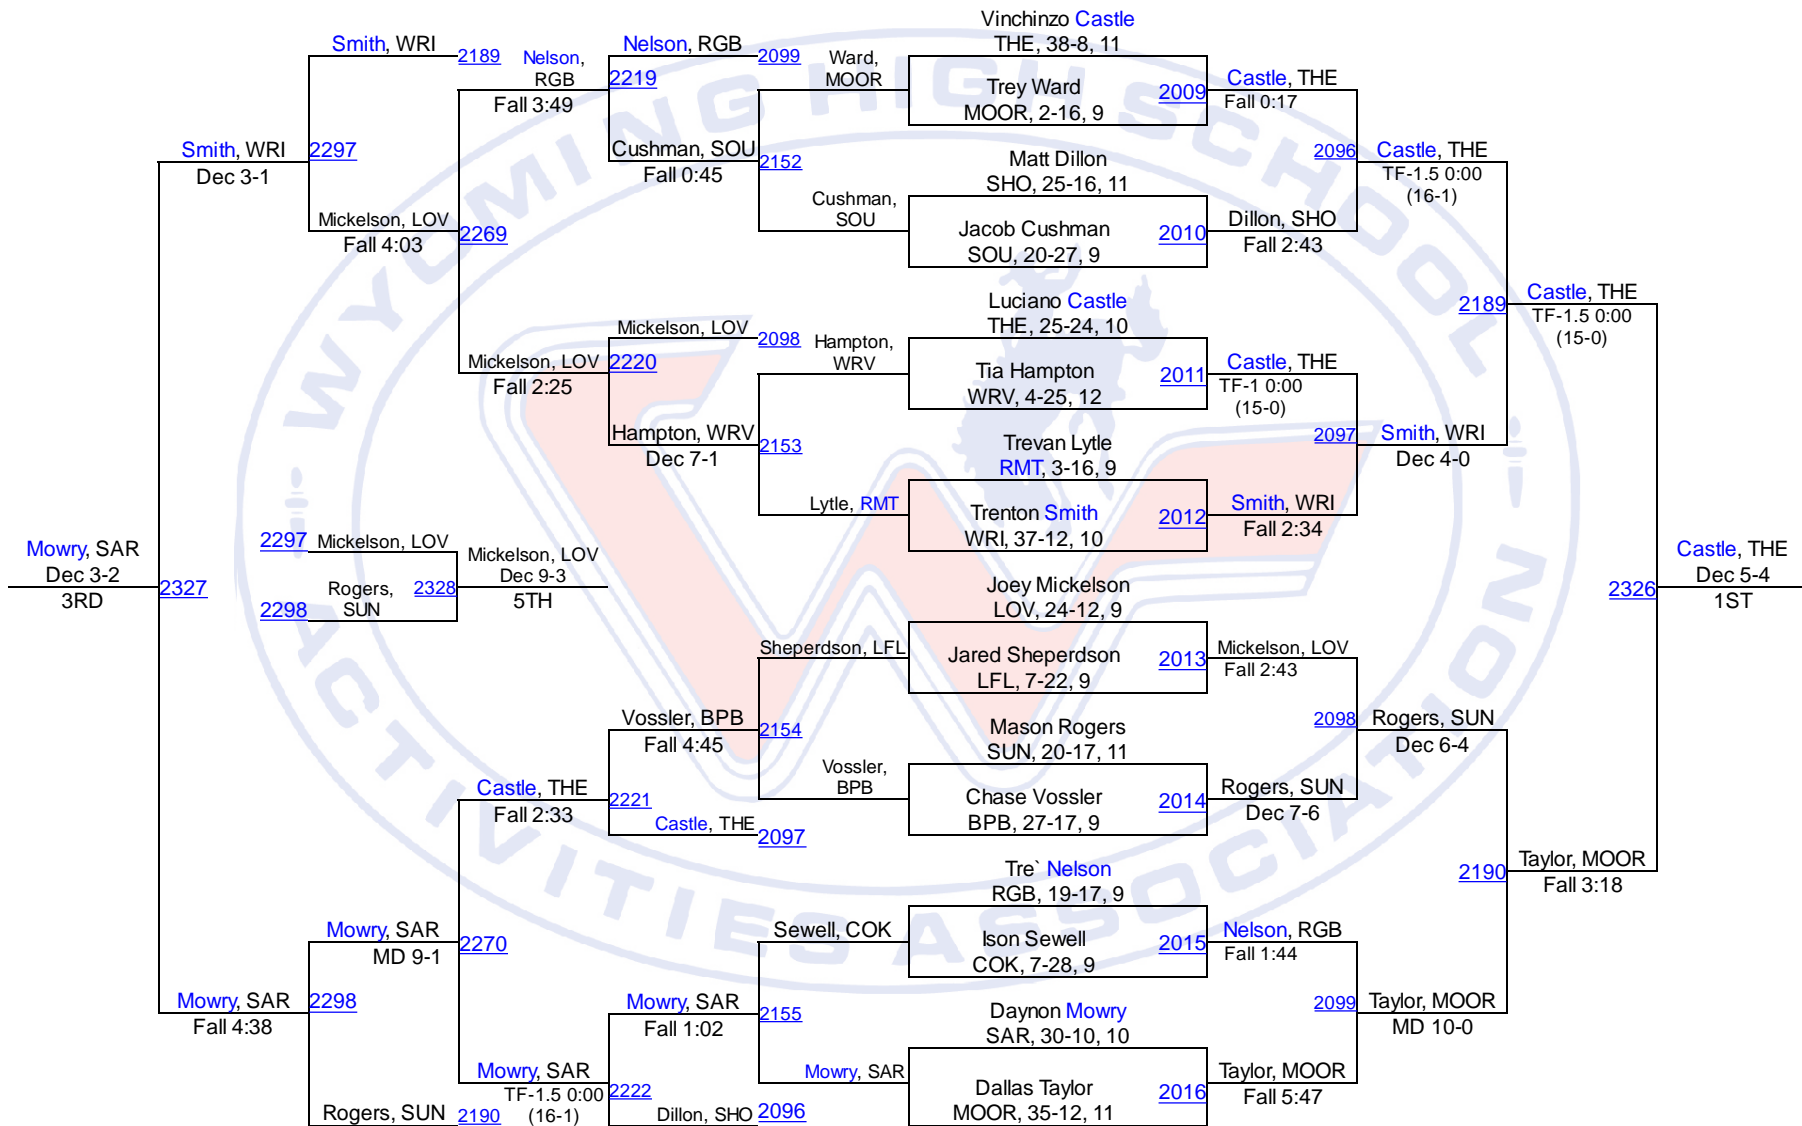 Smith, WRI
2189
Nelson,
RGB
Fall 3:49
2219
Nelson, RGB
2099
Cushman, SOU
Fall 0:45
2152
Ward,
MOOR
Cushman,
SOU
Smith, WRI
Dec 3-1
2297
Mickelson, LOV
Fall 4:03
2269
Mickelson, LOV
Fall 2:25
2220
Mickelson, LOV
2098
Hampton, WRV
Dec 7-1
2153
Hampton,
WRV
Lytle, RMT
Mowry, SAR
Dec 3-2
3RD
2327
2297
Mickelson, LOV
Rogers,
SUN
2298
2328
Mickelson, LOV
Dec 9-3
5TH
Sheperdson, LFL
Vossler, BPB
Fall 4:45
2154
Vossler,
BPB
Castle, THE
Fall 2:33
2221
Castle, THE
2097
Mowry, SAR
MD 9-1
2270
Mowry, SAR
Fall 4:38
2298
Sewell, COK
Mowry, SAR
Fall 1:02
2155
Mowry, SAR
Mowry, SAR
TF-1.5 0:00
(16-1)
2222
Dillon, SHO
2096
Rogers, SUN
2190
Vinchinzo Castle
THE, 38-8, 11
Trey Ward
MOOR, 2-16, 9
2009
Castle, THE
Fall 0:17
Matt Dillon
SHO, 25-16, 11
Jacob Cushman
SOU, 20-27, 9
2010
Dillon, SHO
Fall 2:43
2096
Castle, THE
TF-1.5 0:00
(16-1)
Luciano Castle
THE, 25-24, 10
Tia Hampton
WRV, 4-25, 12
2011
Castle, THE
TF-1 0:00
(15-0)
Trevan Lytle
RMT, 3-16, 9
Trenton Smith
WRI, 37-12, 10
2012
Smith, WRI
Fall 2:34
2097
Smith, WRI
Dec 4-0
2189
Castle, THE
TF-1.5 0:00
(15-0)
Joey Mickelson
LOV, 24-12, 9
Jared Sheperdson
LFL, 7-22, 9
2013
Mickelson, LOV
Fall 2:43
Mason Rogers
SUN, 20-17, 11
Chase Vossler
BPB, 27-17, 9
2014
Rogers, SUN
Dec 7-6
2098
Rogers, SUN
Dec 6-4
Tre` Nelson
RGB, 19-17, 9
Ison Sewell
COK, 7-28, 9
2015
Nelson, RGB
Fall 1:44
Daynon Mowry
SAR, 30-10, 10
Dallas Taylor
MOOR, 35-12, 11
2016
Taylor, MOOR
Fall 5:47
2099
Taylor, MOOR
MD 10-0
2190
Taylor, MOOR
Fall 3:18
2326
Castle, THE
Dec 5-4
1ST
WYOMING HIGH SCHOOL
ACTIVITIES ASSOCIATION